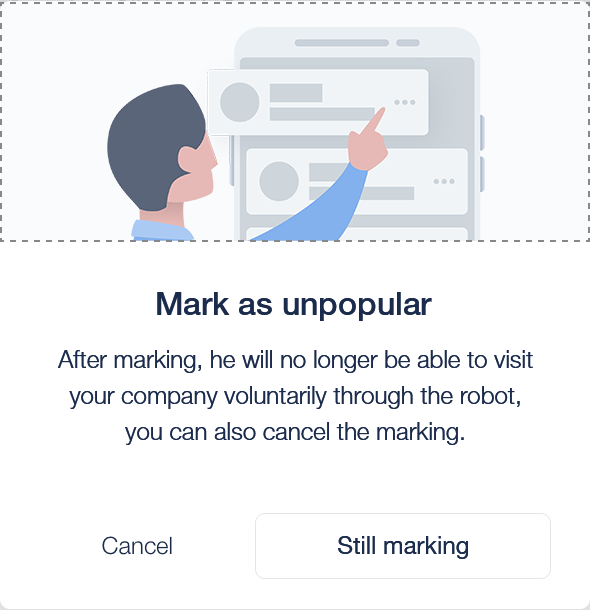 Mark as unpopular
After marking, he will no longer be able to visit
your company voluntarily through the robot,
you can also cancel the marking.
Cancel
Still marking